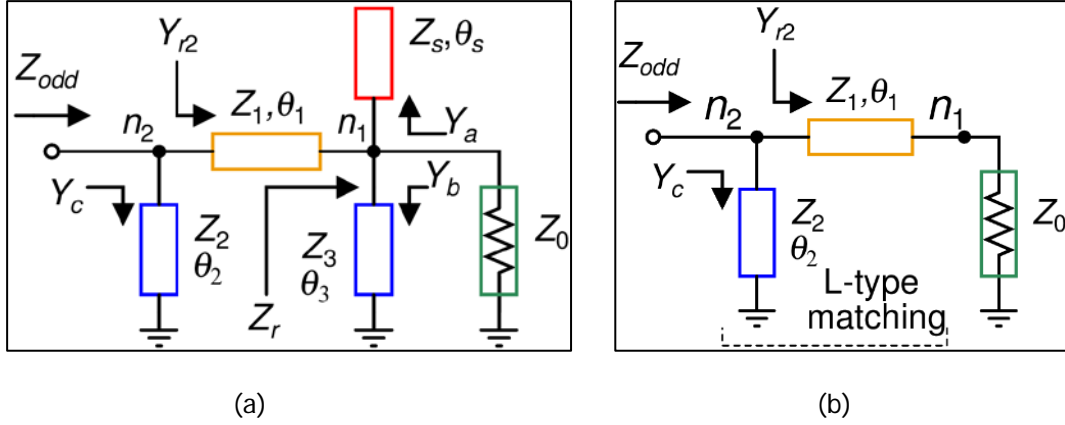 Z_s,θ_s
Y_{r2}
Z_{odd}
Z_1,θ_1
n_2
n_1
Y_a
Y_c
Y_b
Z_2
θ_2
Z_3
θ_3
Z_0
Z_r
(a)
Y_{r2}
Z_{odd}
Z_1,θ_1
n_2
n_1
Y_c
Z_2
θ_2
Z_0
L-type
matching
(b)